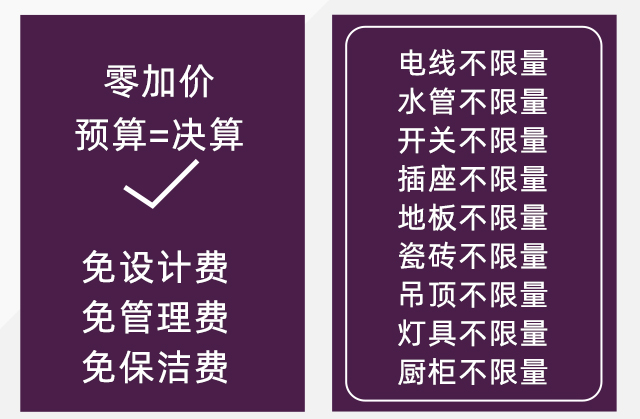 零加价
预算=决算
免设计费
免管理费
免保洁费
电线不限量
水管不限量
开关不限量
插座不限量
地板不限量
瓷砖不限量
吊顶不限量
灯具不限量
厨柜不限量